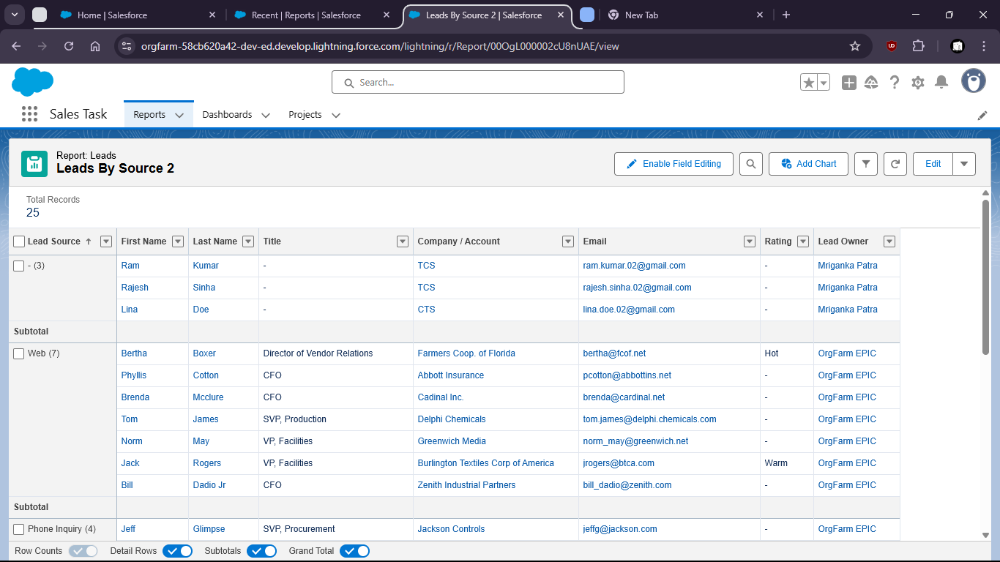 Home | Salesforce
Recent | Reports | Salesforce
Leads By Source 2 | Salesforce
New Tab
orgfarm-58cb620a42-dev-ed.develop.lightning.force.com/lightning/r/Report/00OgL000002cU8nUAE/view
Search...
Sales Task
Reports
Dashboards
Projects
Report: Leads
Leads By Source 2
Enable Field Editing
Add Chart
Edit
Total Records
25
Lead Source ↑ First Name Last Name Title Company / Account Email Rating Lead Owner
- (3) Ram Kumar - TCS ram.kumar.02@gmail.com - Mriganka Patra
Rajesh Sinha - TCS rajesh.sinha.02@gmail.com - Mriganka Patra
Lina Doe - CTS lina.doe.02@gmail.com - Mriganka Patra
Subtotal
Web (7) Bertha Boxer Director of Vendor Relations Farmers Coop. of Florida bertha@fcof.net Hot OrgFarm EPIC
Phyllis Cotton CFO Abbott Insurance pcotton@abbottins.net - OrgFarm EPIC
Brenda Mcclure CFO Cadinal Inc. brenda@cardinal.net - OrgFarm EPIC
Tom James SVP, Production Delphi Chemicals tom.james@delphi.chemicals.com - OrgFarm EPIC
Norm May VP, Facilities Greenwich Media norm_may@greenwich.net - OrgFarm EPIC
Jack Rogers VP, Facilities Burlington Textiles Corp of America jrogers@btca.com Warm OrgFarm EPIC
Bill Dadio Jr CFO Zenith Industrial Partners bill_dadio@zenith.com - OrgFarm EPIC
Subtotal
Phone Inquiry (4) Jeff Glimpse SVP, Procurement Jackson Controls jeffg@jackson.com - OrgFarm EPIC
Row Counts Detail Rows Subtotals Grand Total